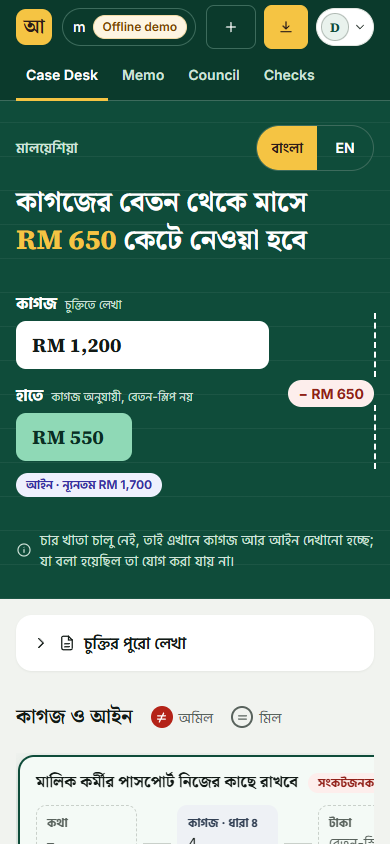 আ m Offline demo D
Case Desk Memo Council Checks
মালয়েশিয়া বাংলা EN
কাগজের বেতন থেকে মাসে
RM 650 কেটে নেওয়া হবে
কাগজ চুক্তিতে লেখা
RM 1,200
হাতে কাগজ অনুযায়ী, বেতন-স্লিপ নয়
− RM 650
RM 550
আইন · ন্যূনতম RM 1,700
চার খাতা চালু নেই, তাই এখানে কাগজ আর আইন দেখানো হচ্ছে;
যা বলা হয়েছিল তা যোগ করা যায় না।
চুক্তির পুরো লেখা
কাগজ ও আইন ≠ অমিল = মিল
মালিক কর্মীর পাসপোর্ট নিজের কাছে রাখবে সংকটজনক
কথা কাগজ · ধারা ৪ টাকা